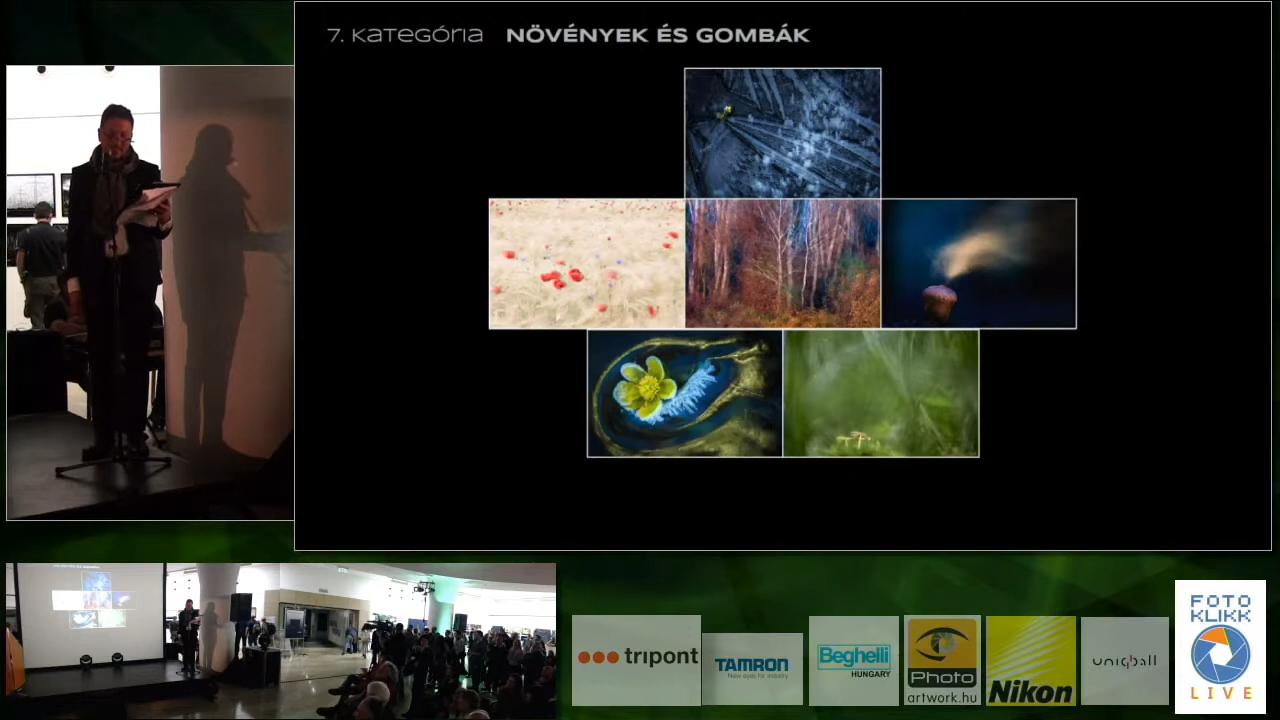 7. Kategória NÖVÉNYEK ÉS GOMBÁK
tripont
TAMRON
New eyes for industry
Beghelli
HUNGARY
Photo
artwork.hu
Nikon
uniqball
FOTO
KLIKK
LIVE